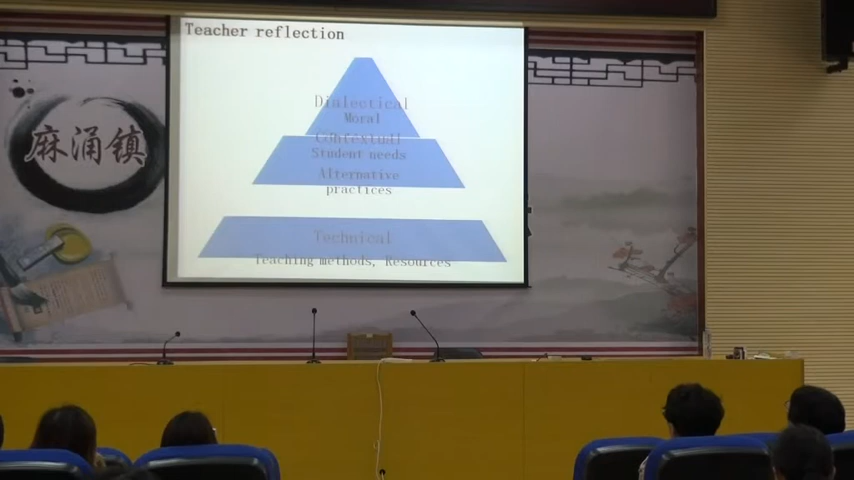 Teacher reflection
Dialectical
Moral
Contextual
Student needs
Alternative
practices
Technical
Teaching methods, Resources
麻涌镇